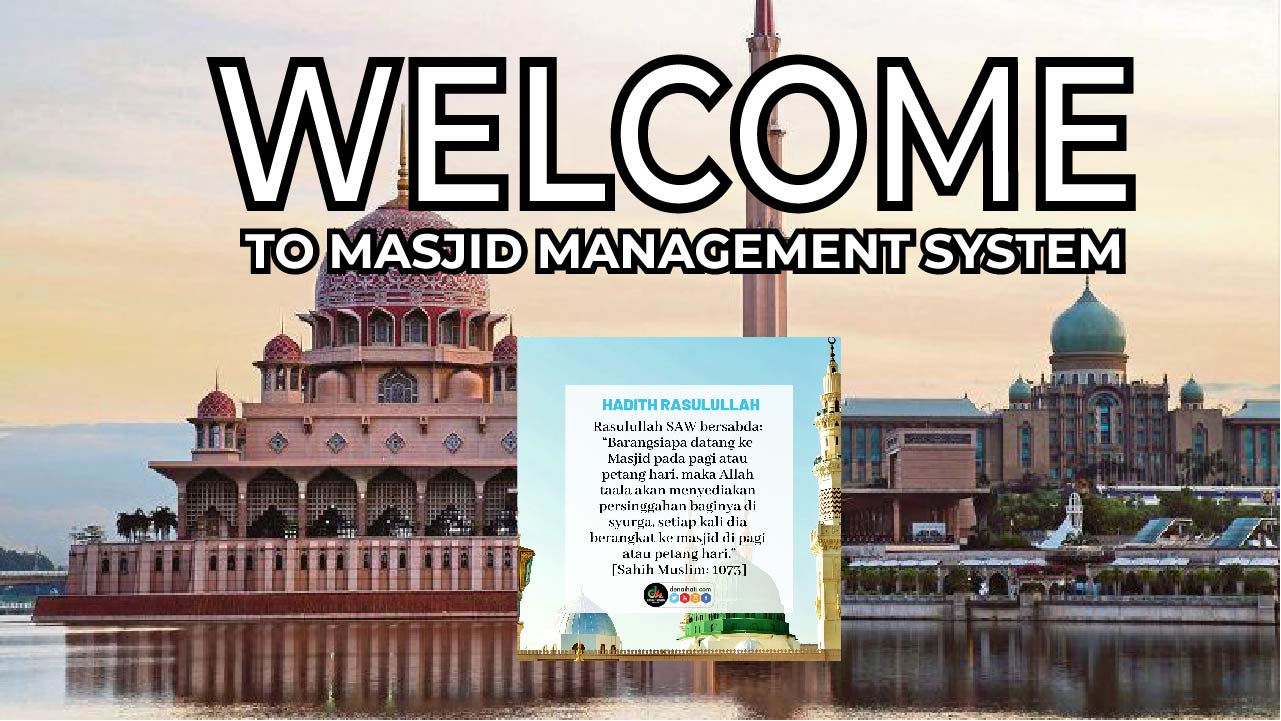 WELCOME
TO MASJID MANAGEMENT SYSTEM
HADITH RASULULLAH
Rasulullah SAW bersabda:
“Barangsiapa datang ke
Masjid pada pagi atau
petang hari, maka Allah
taala akan menyediakan
persinggahan baginya di
syurga, setiap kali dia
berangkat ke masjid di pagi
atau petang hari.”
[Sahih Muslim: 1073]
denaihati.com